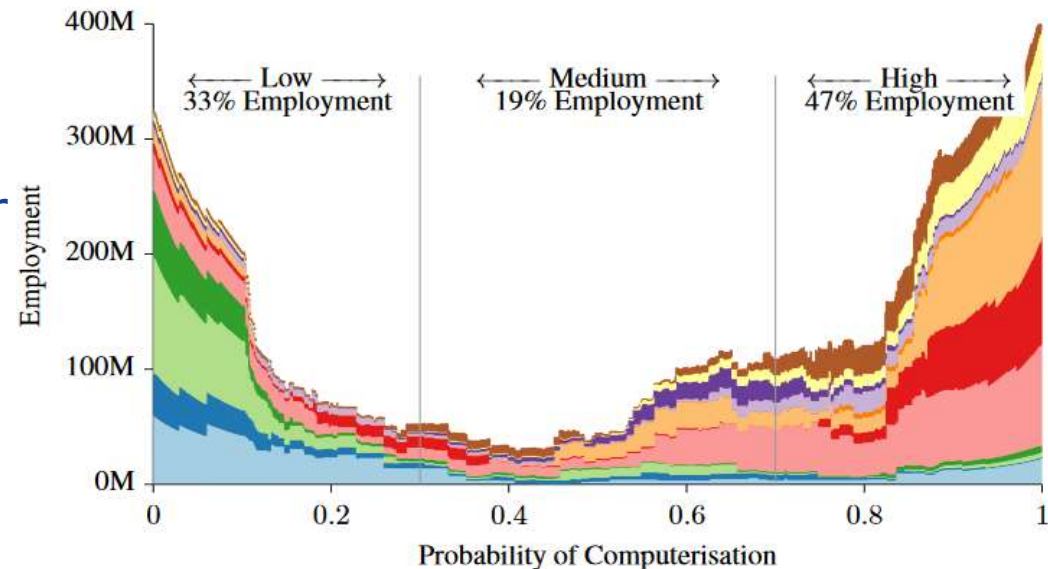 400M
300M
200M
100M
0M
Employment
←— Low —→
33% Employment
←— Medium —→
19% Employment
←— High —→
47% Employment
0 0.2 0.4 0.6 0.8 1
Probability of Computerisation
r